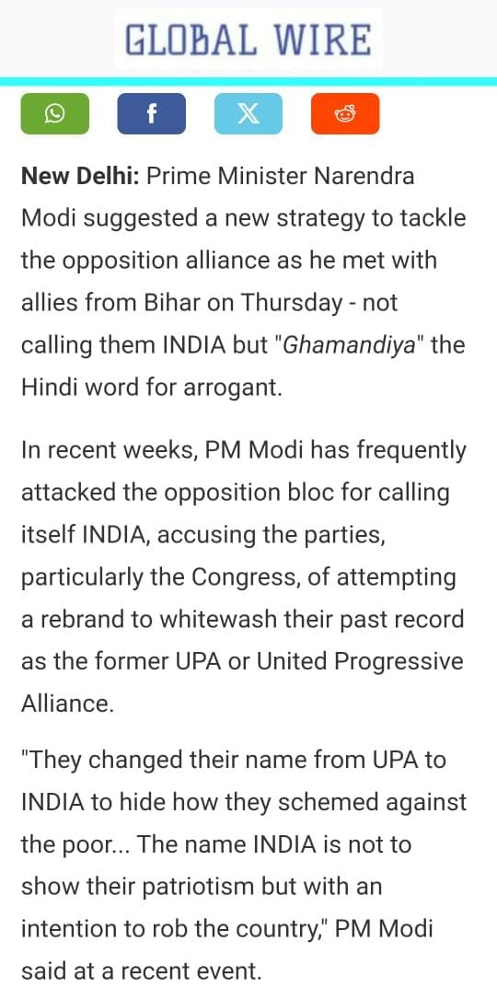 GLOBAL WIRE
f
X
New Delhi: Prime Minister Narendra
Modi suggested a new strategy to tackle
the opposition alliance as he met with
allies from Bihar on Thursday - not
calling them INDIA but "Ghamandiya" the
Hindi word for arrogant.
In recent weeks, PM Modi has frequently
attacked the opposition bloc for calling
itself INDIA, accusing the parties,
particularly the Congress, of attempting
a rebrand to whitewash their past record
as the former UPA or United Progressive
Alliance.
"They changed their name from UPA to
INDIA to hide how they schemed against
the poor... The name INDIA is not to
show their patriotism but with an
intention to rob the country," PM Modi
said at a recent event.